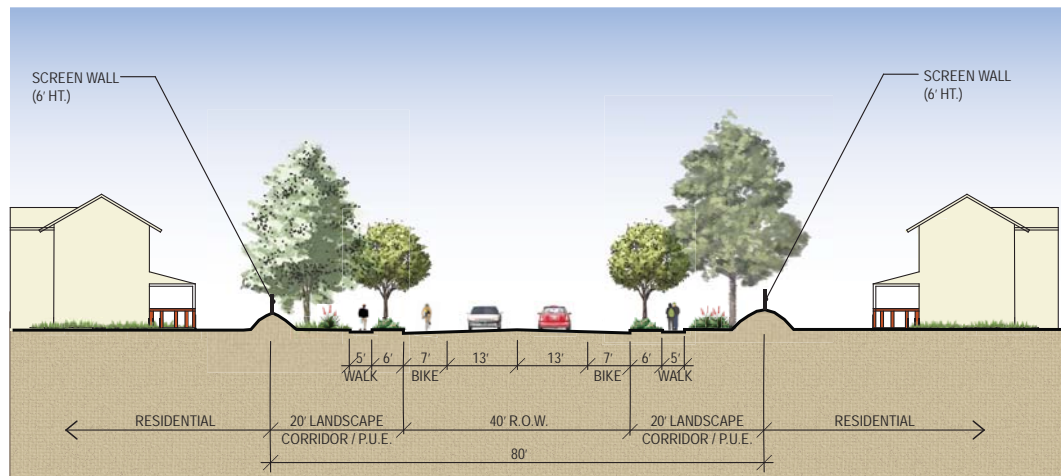 SCREEN WALL
(6' HT.)
SCREEN WALL
(6' HT.)
5' 6' 7' 13' 13' 7' 6' 5'
WALK BIKE BIKE WALK
RESIDENTIAL 20' LANDSCAPE 40' R.O.W. 20' LANDSCAPE RESIDENTIAL
CORRIDOR / P.U.E. CORRIDOR / P.U.E.
80'